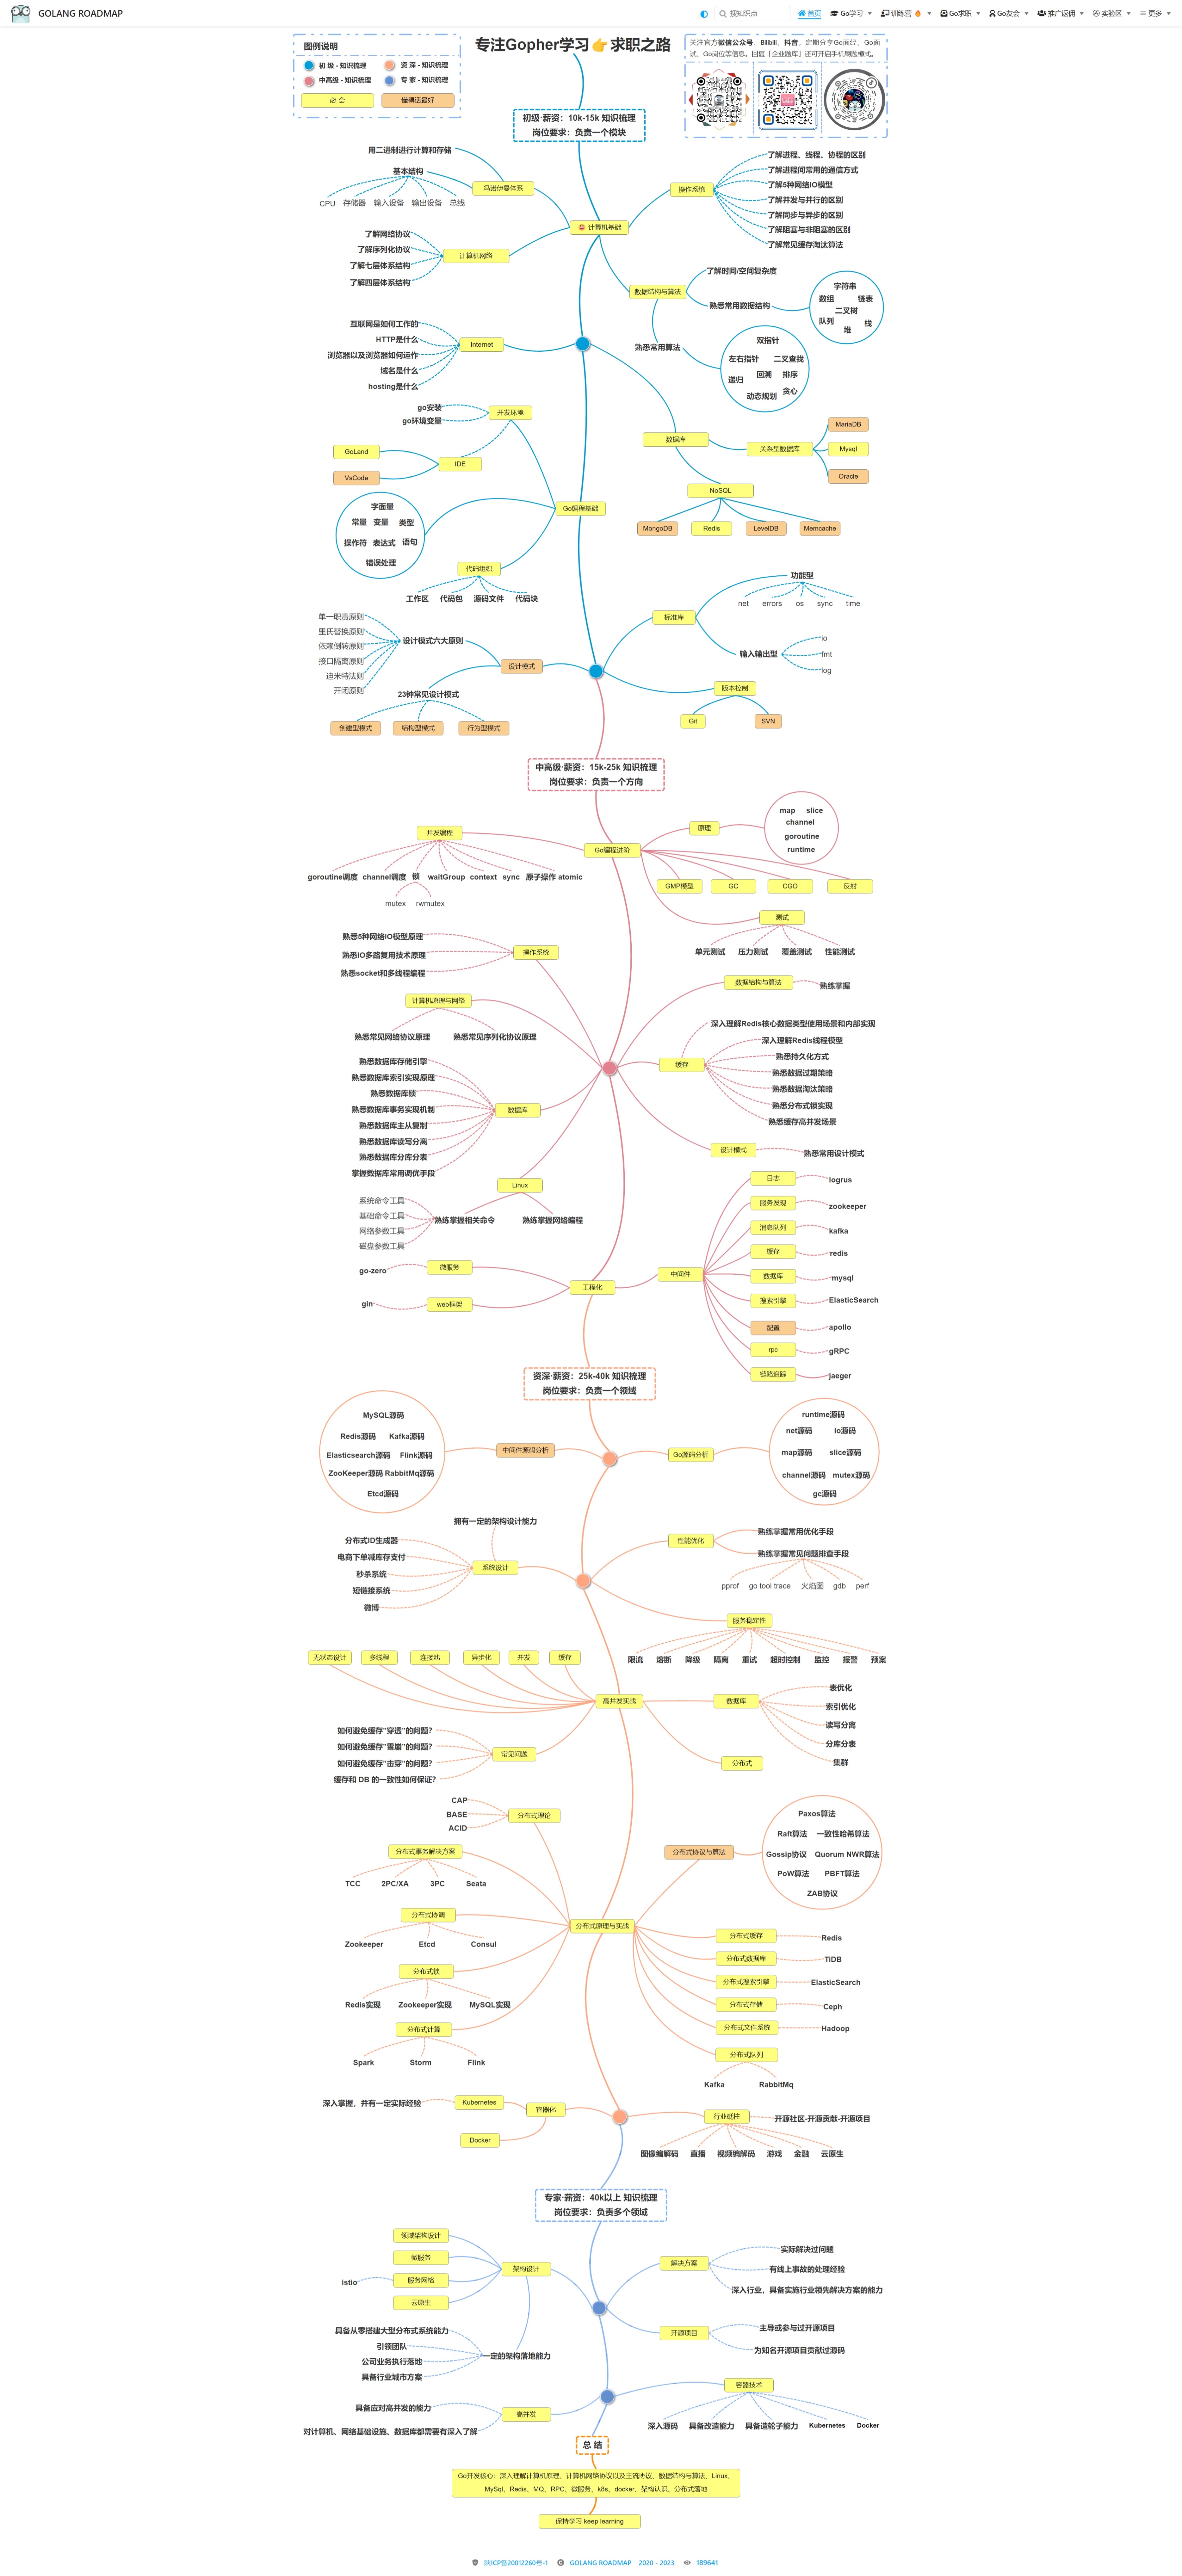 GOLANG ROADMAP
搜知识点
首页
Go学习
训练营
Go求职
Go友会
推广返佣
实验区
更多
图例说明
初 级 - 知识梳理
资 深 - 知识梳理
中高级 - 知识梳理
专 家 - 知识梳理
必 会
懂得话最好
专注Gopher学习 👉 求职之路
关注官方微信公众号、Bilibili、抖音，定期分享Go面经、Go面
试、Go岗位等信息。回复「企业题库」还可开启手机刷题模式。
初级·薪资：10k-15k 知识梳理
岗位要求：负责一个模块
用二进制进行计算和存储
基本结构
冯诺伊曼体系
CPU 存储器 输入设备 输出设备 总线
计算机基础
了解网络协议
了解序列化协议
了解七层体系结构
了解四层体系结构
计算机网络
操作系统
了解进程、线程、协程的区别
了解进程间常用的通信方式
了解5种网络IO模型
了解并发与并行的区别
了解同步与异步的区别
了解阻塞与非阻塞的区别
了解常见缓存淘汰算法
数据结构与算法
了解时间/空间复杂度
熟悉常用数据结构
字符串
数组 链表
二叉树
队列 栈
堆
熟悉常用算法
双指针
左右指针 二叉查找
递归 回溯 排序
动态规划 贪心
互联网是如何工作的
HTTP是什么
浏览器以及浏览器如何运作
域名是什么
hosting是什么
Internet
go安装
go环境变量
开发环境
GoLand
VsCode
IDE
字面量
常量 变量 类型
操作符 表达式 语句
错误处理
Go编程基础
代码组织
工作区 代码包 源码文件 代码块
数据库
关系型数据库
MariaDB
Mysql
Oracle
NoSQL
MongoDB Redis LevelDB Memcache
单一职责原则
里氏替换原则
依赖倒转原则
接口隔离原则
迪米特法则
开闭原则
设计模式六大原则
设计模式
23钟常见设计模式
创建型模式 结构型模式 行为型模式
标准库
功能型
net errors os sync time
输入输出型
io
fmt
log
版本控制
Git SVN
中高级·薪资：15k-25k 知识梳理
岗位要求：负责一个方向
并发编程
goroutine调度 channel调度 锁 waitGroup context sync 原子操作 atomic
mutex rwmutex
Go编程进阶
原理
map slice
channel
goroutine
runtime
GMP模型 GC CGO 反射
测试
单元测试 压力测试 覆盖测试 性能测试
熟悉5种网络IO模型原理
熟悉IO多路复用技术原理
熟悉socket和多线程编程
操作系统
计算机原理与网络
熟悉常见网络协议原理 熟悉常见序列化协议原理
数据结构与算法
熟练掌握
深入理解Redis核心数据类型使用场景和内部实现
深入理解Redis线程模型
熟悉持久化方式
熟悉数据过期策略
熟悉数据淘汰策略
熟悉分布式锁实现
熟悉缓存高并发场景
缓存
熟悉数据库存储引擎
熟悉数据库索引实现原理
熟悉数据库锁
熟悉数据库事务实现机制
熟悉数据库主从复制
熟悉数据库读写分离
熟悉数据库分库分表
掌握数据库常用调优手段
数据库
设计模式
熟悉常用设计模式
Linux
系统命令工具
基础命令工具
网络参数工具
磁盘参数工具
熟练掌握相关命令 熟练掌握网络编程
go-zero
微服务
gin
web框架
工程化
中间件
日志 logrus
服务发现 zookeeper
消息队列 kafka
缓存 redis
数据库 mysql
搜索引擎 ElasticSearch
配置 apollo
rpc gRPC
链路追踪 jaeger
资深·薪资：25k-40k 知识梳理
岗位要求：负责一个领域
MySQL源码
Redis源码 Kafka源码
Elasticsearch源码 Flink源码
ZooKeeper源码 RabbitMq源码
Etcd源码
中间件源码分析
Go源码分析
runtime源码
net源码 io源码
map源码 slice源码
channel源码 mutex源码
gc源码
拥有一定的架构设计能力
分布式ID生成器
电商下单减库存支付
秒杀系统
短链接系统
微博
系统设计
性能优化
熟练掌握常用优化手段
熟练掌握常见问题排查手段
pprof go tool trace 火焰图 gdb perf
服务稳定性
限流 熔断 降级 隔离 重试 超时控制 监控 报警 预案
无状态设计 多线程 连接池 异步化 并发 缓存
高并发实战
如何避免缓存"穿透"的问题?
如何避免缓存"雪崩"的问题?
如何避免缓存"击穿"的问题?
缓存和 DB 的一致性如何保证?
常见问题
数据库
表优化
索引优化
读写分离
分库分表
集群
分布式
CAP
BASE
ACID
分布式理论
分布式事务解决方案
TCC 2PC/XA 3PC Seata
分布式协调
Zookeeper Etcd Consul
分布式锁
Redis实现 Zookeeper实现 MySQL实现
分布式计算
Spark Storm Flink
分布式原理与实战
分布式协议与算法
Paxos算法
Raft算法 一致性哈希算法
Gossip协议 Quorum NWR算法
PoW算法 PBFT算法
ZAB协议
分布式缓存 Redis
分布式数据库 TiDB
分布式搜索引擎 ElasticSearch
分布式存储 Ceph
分布式文件系统 Hadoop
分布式队列
Kafka RabbitMq
深入掌握，并有一定实际经验
Kubernetes
Docker
容器化
行业砥柱
开源社区-开源贡献-开源项目
图像编解码 直播 视频编解码 游戏 金融 云原生
专家·薪资：40k以上 知识梳理
岗位要求：负责多个领域
领域架构设计
微服务
istio
服务网格
云原生
架构设计
具备从零搭建大型分布式系统能力
引领团队
公司业务执行落地
具备行业城市方案
一定的架构落地能力
解决方案
实际解决过问题
有线上事故的处理经验
深入行业，具备实施行业领先解决方案的能力
开源项目
主导或参与过开源项目
为知名开源项目贡献过源码
具备应对高并发的能力
对计算机、网络基础设施、数据库都需要有深入了解
高并发
容器技术
深入源码 具备改造能力 具备造轮子能力 Kubernetes Docker
总 结
Go开发核心：深入理解计算机原理、计算机网络协议以及主流协议、数据结构与算法、Linux、
MySql、Redis、MQ、RPC、微服务、k8s、docker、架构认识、分布式落地
保持学习 keep learning
陕ICP备20012260号-1 GOLANG ROADMAP 2020 - 2023 189641